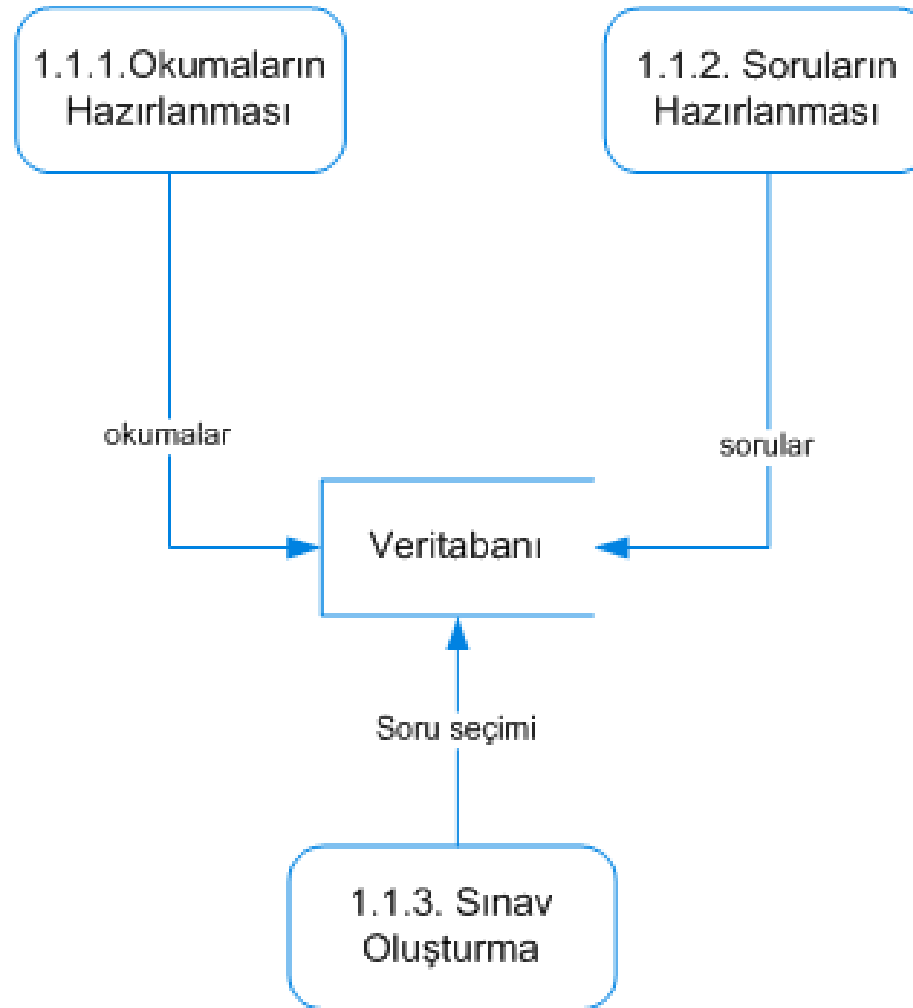 1.1.1.Okumaların
Hazırlanması
1.1.2. Soruların
Hazırlanması
okumalar
sorular
Veritabanı
Soru seçimi
1.1.3. Sınav
Oluşturma